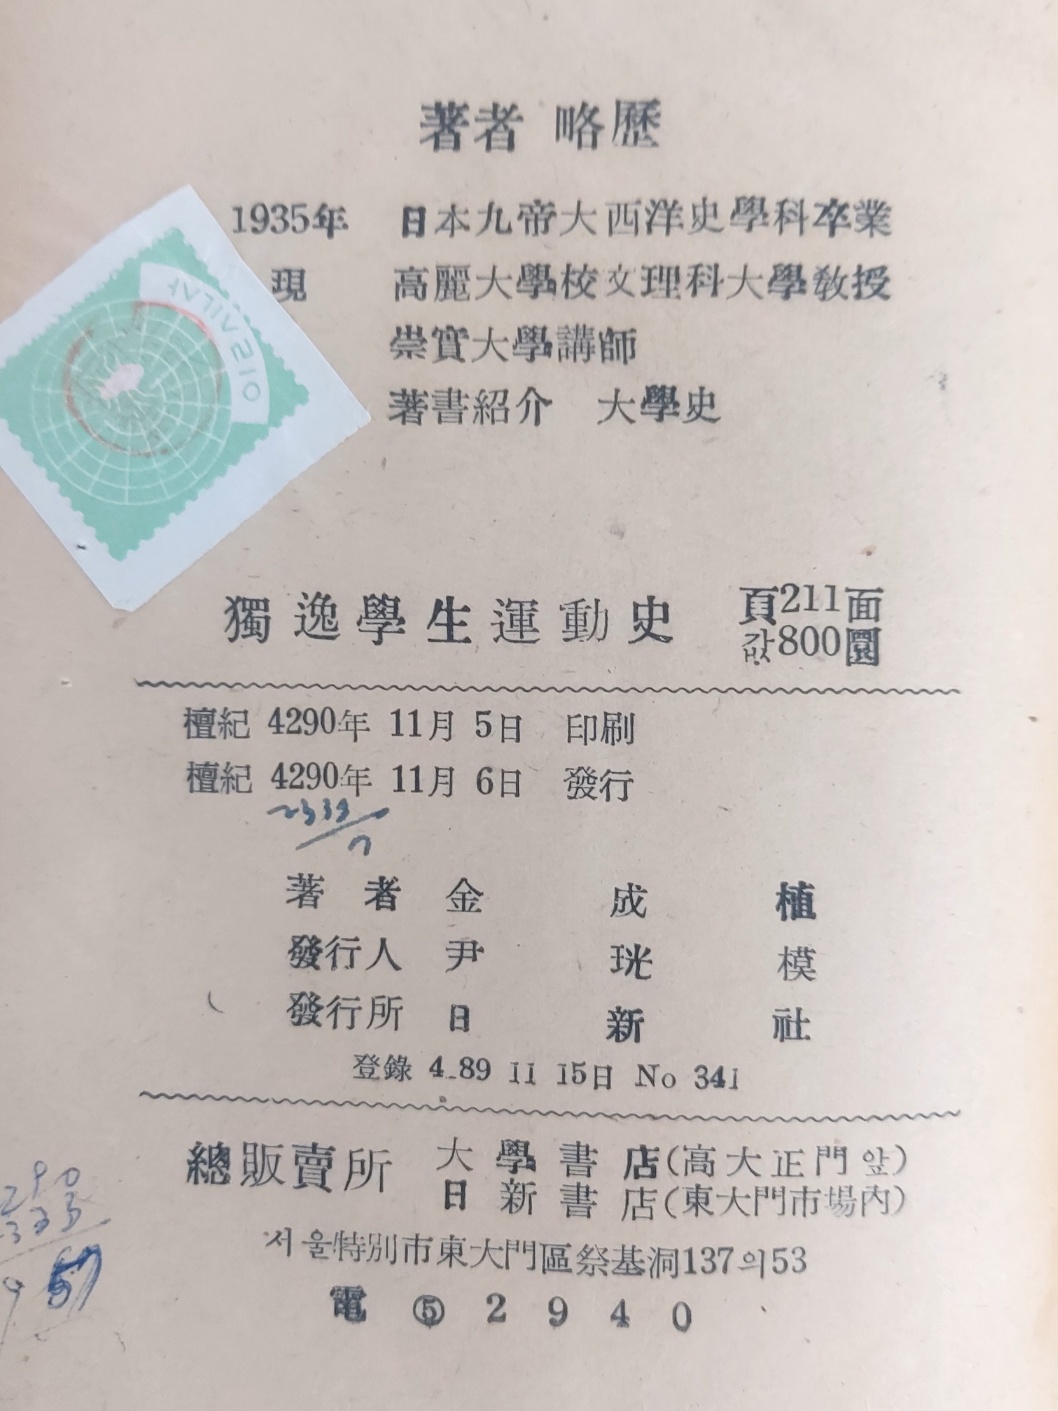 著者 略歷
1935年 日本九帝大西洋史學科卒業
現 高麗大學校文理科大學敎授
崇實大學講師
著書紹介 大學史
獨逸學生運動史
頁211面
값800圜
檀紀 4290年 11月 5日 印刷
檀紀 4290年 11月 6日 發行
著者 金成植
發行人 尹珖模
發行所 日新社
登錄 4 89 11 15日 No 341
總販賣所 大學書店(高大正門앞)
日新書店(東大門市場內)
서울特別市東大門區祭基洞137의53
電 ⑤ 2940